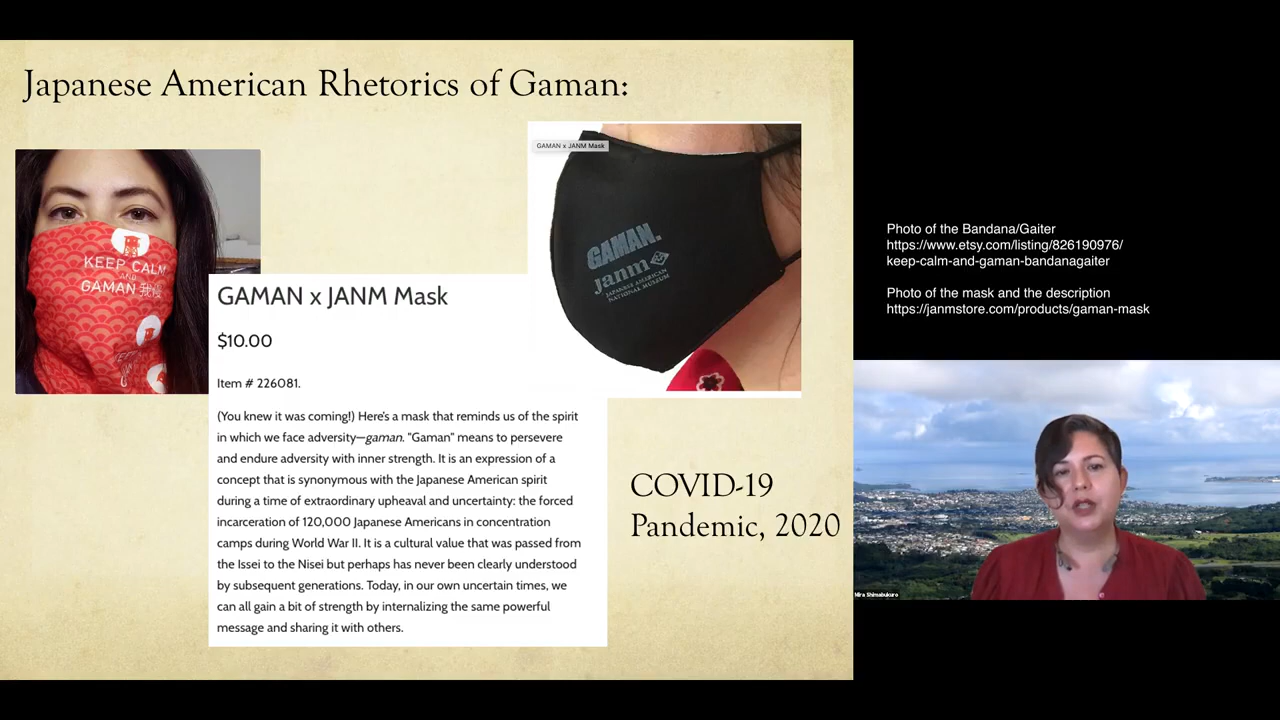 Japanese American Rhetorics of Gaman:
KEEP CALM
AND
GAMAN 我慢
GAMAN x JANM Mask
GAMAN.
janm
JAPANESE AMERICAN
NATIONAL MUSEUM
GAMAN x JANM Mask
$10.00
Item # 226081.
(You knew it was coming!) Here's a mask that reminds us of the spirit
in which we face adversity—gaman. "Gaman" means to persevere
and endure adversity with inner strength. It is an expression of a
concept that is synonymous with the Japanese American spirit
during a time of extraordinary upheaval and uncertainty: the forced
incarceration of 120,000 Japanese Americans in concentration
camps during World War II. It is a cultural value that was passed from
the Issei to the Nisei but perhaps has never been clearly understood
by subsequent generations. Today, in our own uncertain times, we
can all gain a bit of strength by internalizing the same powerful
message and sharing it with others.
COVID-19
Pandemic, 2020
Photo of the Bandana/Gaiter
https://www.etsy.com/listing/826190976/
keep-calm-and-gaman-bandanagaiter
Photo of the mask and the description
https://janmstore.com/products/gaman-mask
Mira Shimabukuro